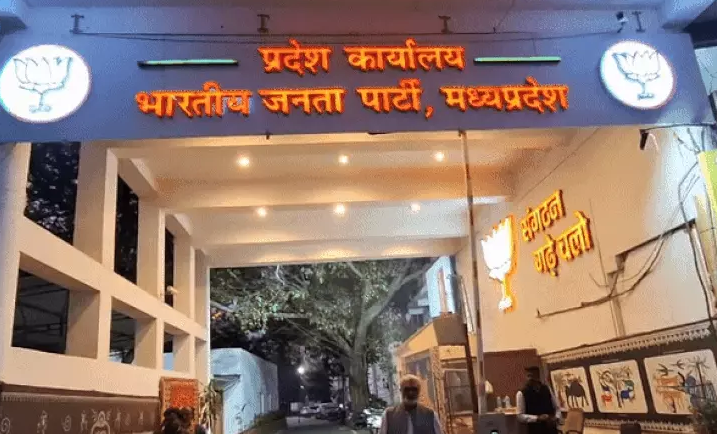 प्रदेश कार्यालय
भारतीय जनता पार्टी, मध्यप्रदेश
संगठन
गढ़े चलो